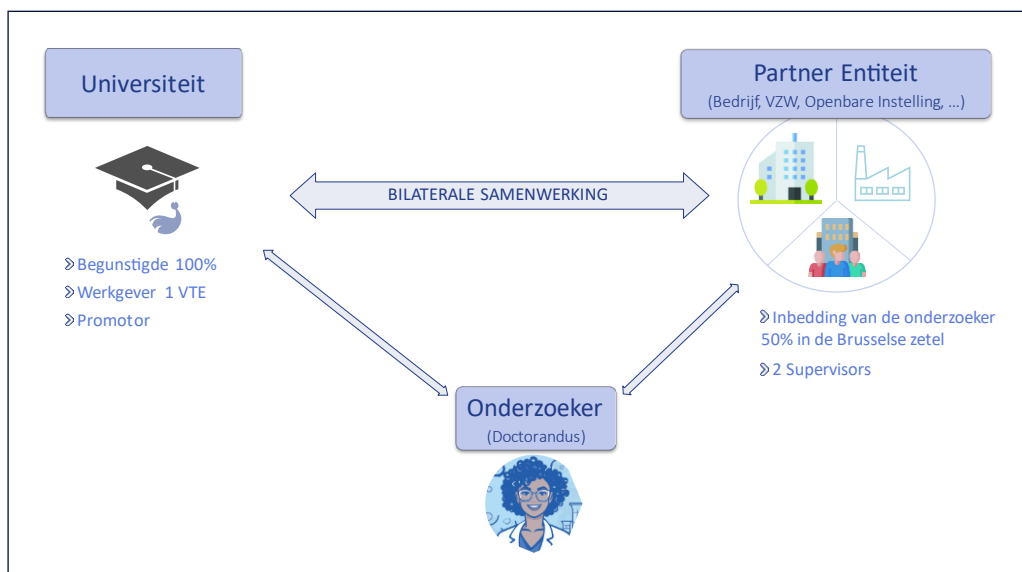 Universiteit
Partner Entiteit
(Bedrijf, VZW, Openbare Instelling, ...)
BILATERALE SAMENWERKING
Begunstigde 100%
Werkgever 1 VTE
Promotor
Inbedding van de onderzoeker
50% in de Brusselse zetel
2 Supervisors
Onderzoeker
(Doctorandus)